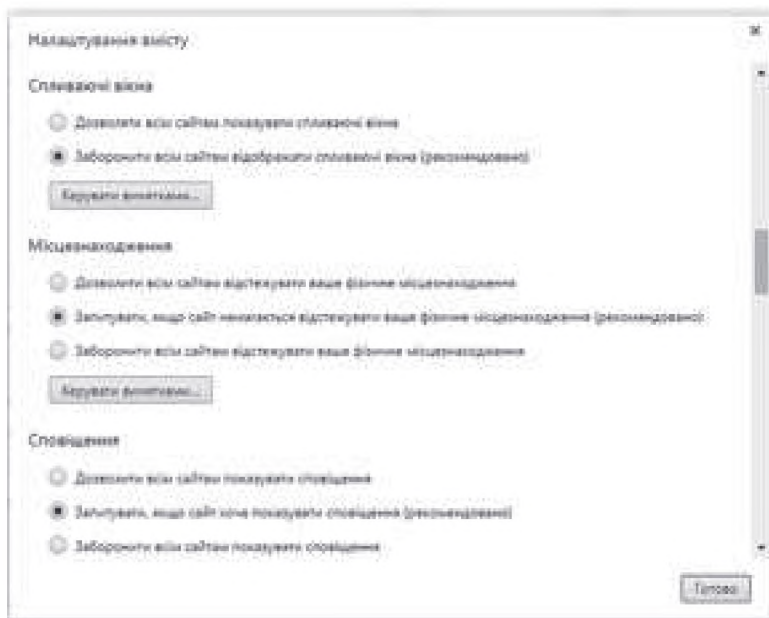 Налаштування вмісту
Спливаючі вікна
Дозволити всім сайтам показувати спливаючі вікна
Заборонити всім сайтам відображати спливаючі вікна (рекомендовано)
Керувати винятками...
Місцезнаходження
Дозволити всім сайтам відстежувати ваше фізичне місцезнаходження
Запитувати, якщо сайт намагається відстежувати ваше фізичне місцезнаходження (рекомендовано)
Заборонити всім сайтам відстежувати ваше фізичне місцезнаходження
Керувати винятками...
Сповіщення
Дозволити всім сайтам показувати сповіщення
Запитувати, якщо сайт хоче показувати сповіщення (рекомендовано)
Заборонити всім сайтам показувати сповіщення
Готово